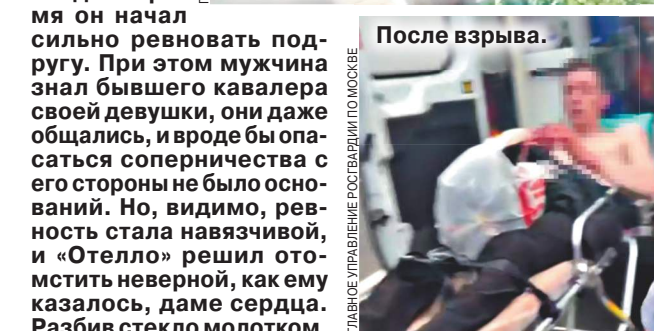 мя он начал
сильно ревновать под-
ругу. При этом мужчина
знал бывшего кавалера
своей девушки, они даже
общались, и вроде бы опа-
саться соперничества с
его стороны не было осно-
ваний. Но, видимо, рев-
ность стала навязчивой,
и «Отелло» решил ото-
мстить неверной, как ему
казалось, даме сердца.
Разбив стекло молотком,
После взрыва.
ГЛАВНОЕ УПРАВЛЕНИЕ РОСГВАРДИИ ПО МОСКВЕ